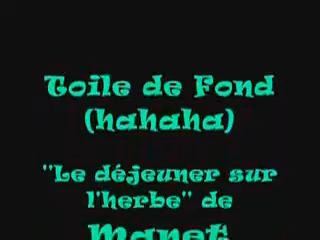 Toile de Fond
(hahaha)
"Le déjeuner sur
l'herbe" de
Manet